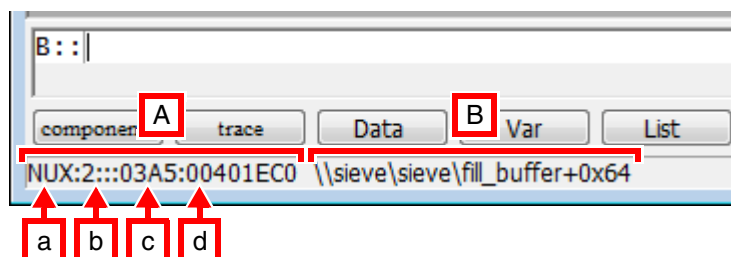 B::
A
B
componen
trace
Data
Var
List
NUX:2:::03A5:00401EC0 \\sieve\sieve\fill_buffer+0x64
a b c d